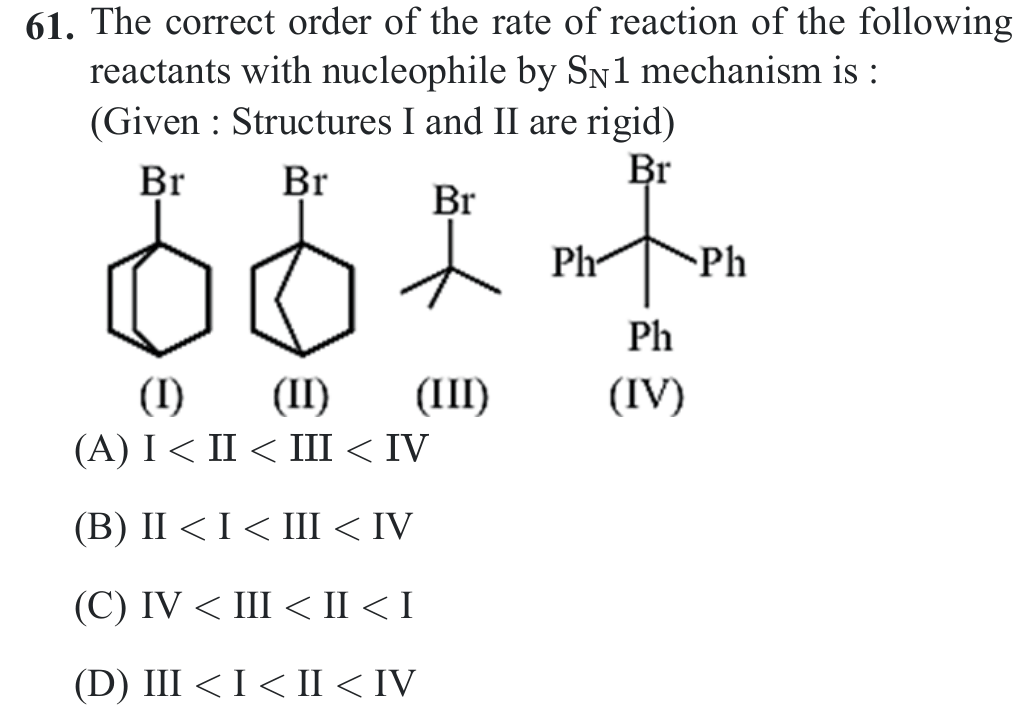 61. The correct order of the rate of reaction of the following
reactants with nucleophile by SN1 mechanism is :
(Given : Structures I and II are rigid)
Br Br Br Br
Ph Ph
Ph
(I) (II) (III) (IV)
(A) I < II < III < IV
(B) II < I < III < IV
(C) IV < III < II < I
(D) III < I < II < IV